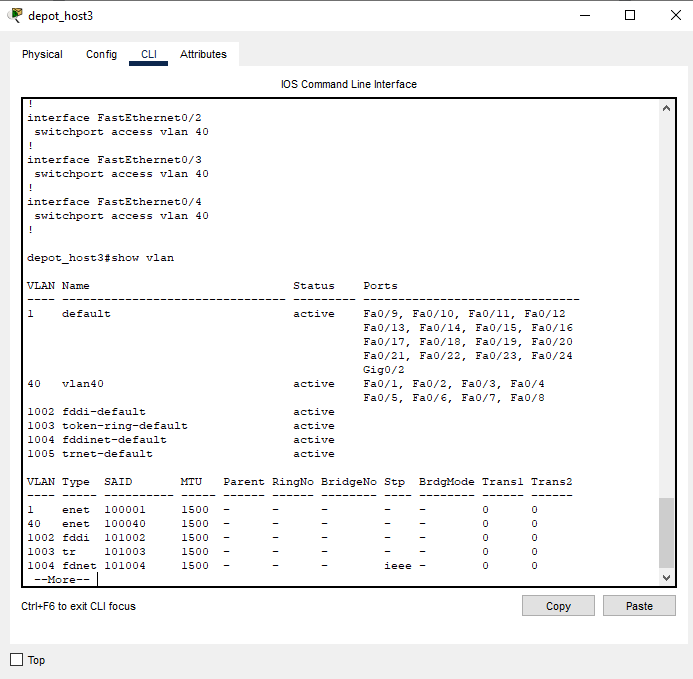 depot_host3
Physical Config CLI Attributes
IOS Command Line Interface
!
interface FastEthernet0/2
 switchport access vlan 40
!
interface FastEthernet0/3
 switchport access vlan 40
!
interface FastEthernet0/4
 switchport access vlan 40
!
depot_host3#show vlan
VLAN Name                             Status    Ports
---- -------------------------------- --------- -------------------------------
1    default                          active    Fa0/9, Fa0/10, Fa0/11, Fa0/12
                                                Fa0/13, Fa0/14, Fa0/15, Fa0/16
                                                Fa0/17, Fa0/18, Fa0/19, Fa0/20
                                                Fa0/21, Fa0/22, Fa0/23, Fa0/24
                                                Gig0/2
40   vlan40                           active    Fa0/1, Fa0/2, Fa0/3, Fa0/4
                                                Fa0/5, Fa0/6, Fa0/7, Fa0/8
1002 fddi-default                     active
1003 token-ring-default               active
1004 fddinet-default                  active
1005 trnet-default                    active
VLAN Type  SAID       MTU   Parent RingNo BridgeNo Stp  BrdgMode Trans1 Trans2
---- ----- ---------- ----- ------ ------ -------- ---- -------- ------ ------
1    enet  100001     1500  -      -      -        -    -        0      0
40   enet  100040     1500  -      -      -        -    -        0      0
1002 fddi  101002     1500  -      -      -        -    -        0      0
1003 tr    101003     1500  -      -      -        -    -        0      0
1004 fdnet 101004     1500  -      -      -        ieee -        0      0
 --More--
Ctrl+F6 to exit CLI focus Copy Paste
Top